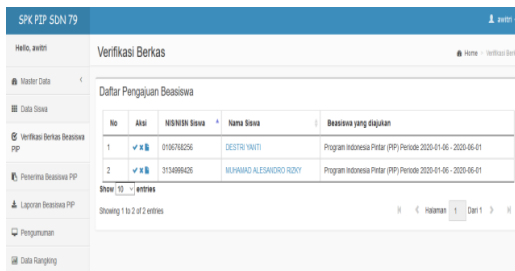 SPK PIP SDN 79
awitri
Hello, awitri
Verifikasi Berkas
Home - Verifikasi Ber
Master Data
Data Siswa
Verifikasi Berkas Beasiswa
PIP
Penerima Beasiswa PIP
Laporan Beasiswa PIP
Pengumuman
Data Rangking
Daftar Pengajuan Beasiswa
No Aksi NIS/NISN Siswa Nama Siswa Beasiswa yang diajukan
1 0106768256 DESTRI YANTI Program Indonesia Pintar (PIP) Periode 2020-01-06 - 2020-06-01
2 3134999426 MUHAMAD ALESANDRO RIZKY Program Indonesia Pintar (PIP) Periode 2020-01-06 - 2020-06-01
Show 10 entries
Showing 1 to 2 of 2 entries
Halaman 1 Dari 1